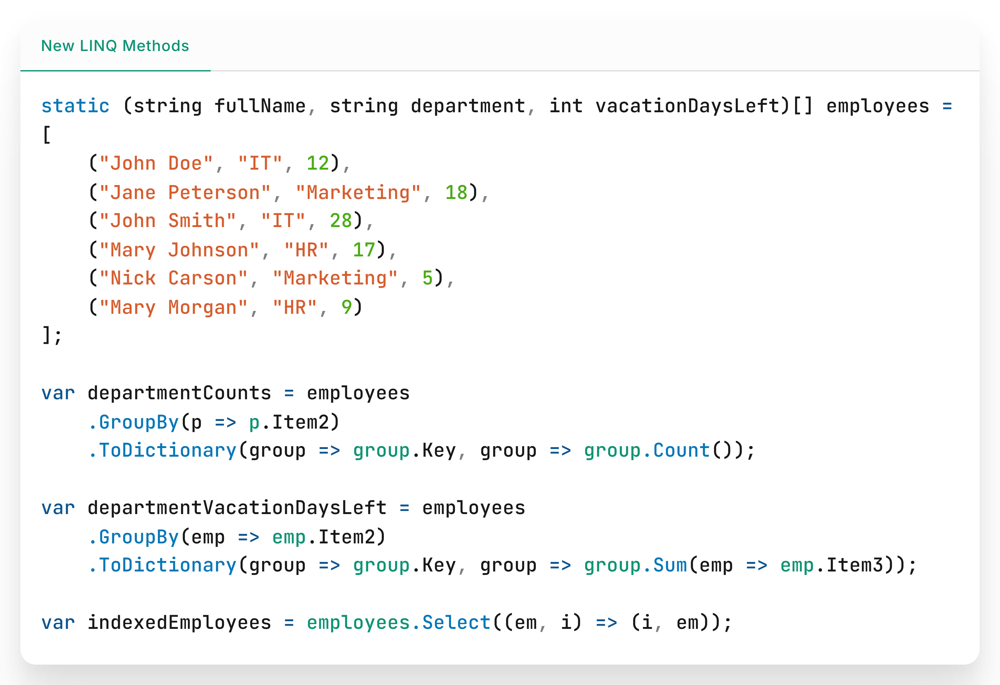 New LINQ Methods
static (string fullName, string department, int vacationDaysLeft)[] employees =
[
    ("John Doe", "IT", 12),
    ("Jane Peterson", "Marketing", 18),
    ("John Smith", "IT", 28),
    ("Mary Johnson", "HR", 17),
    ("Nick Carson", "Marketing", 5),
    ("Mary Morgan", "HR", 9)
];
var departmentCounts = employees
    .GroupBy(p => p.Item2)
    .ToDictionary(group => group.Key, group => group.Count());
var departmentVacationDaysLeft = employees
    .GroupBy(emp => emp.Item2)
    .ToDictionary(group => group.Key, group => group.Sum(emp => emp.Item3));
var indexedEmployees = employees.Select((em, i) => (i, em));